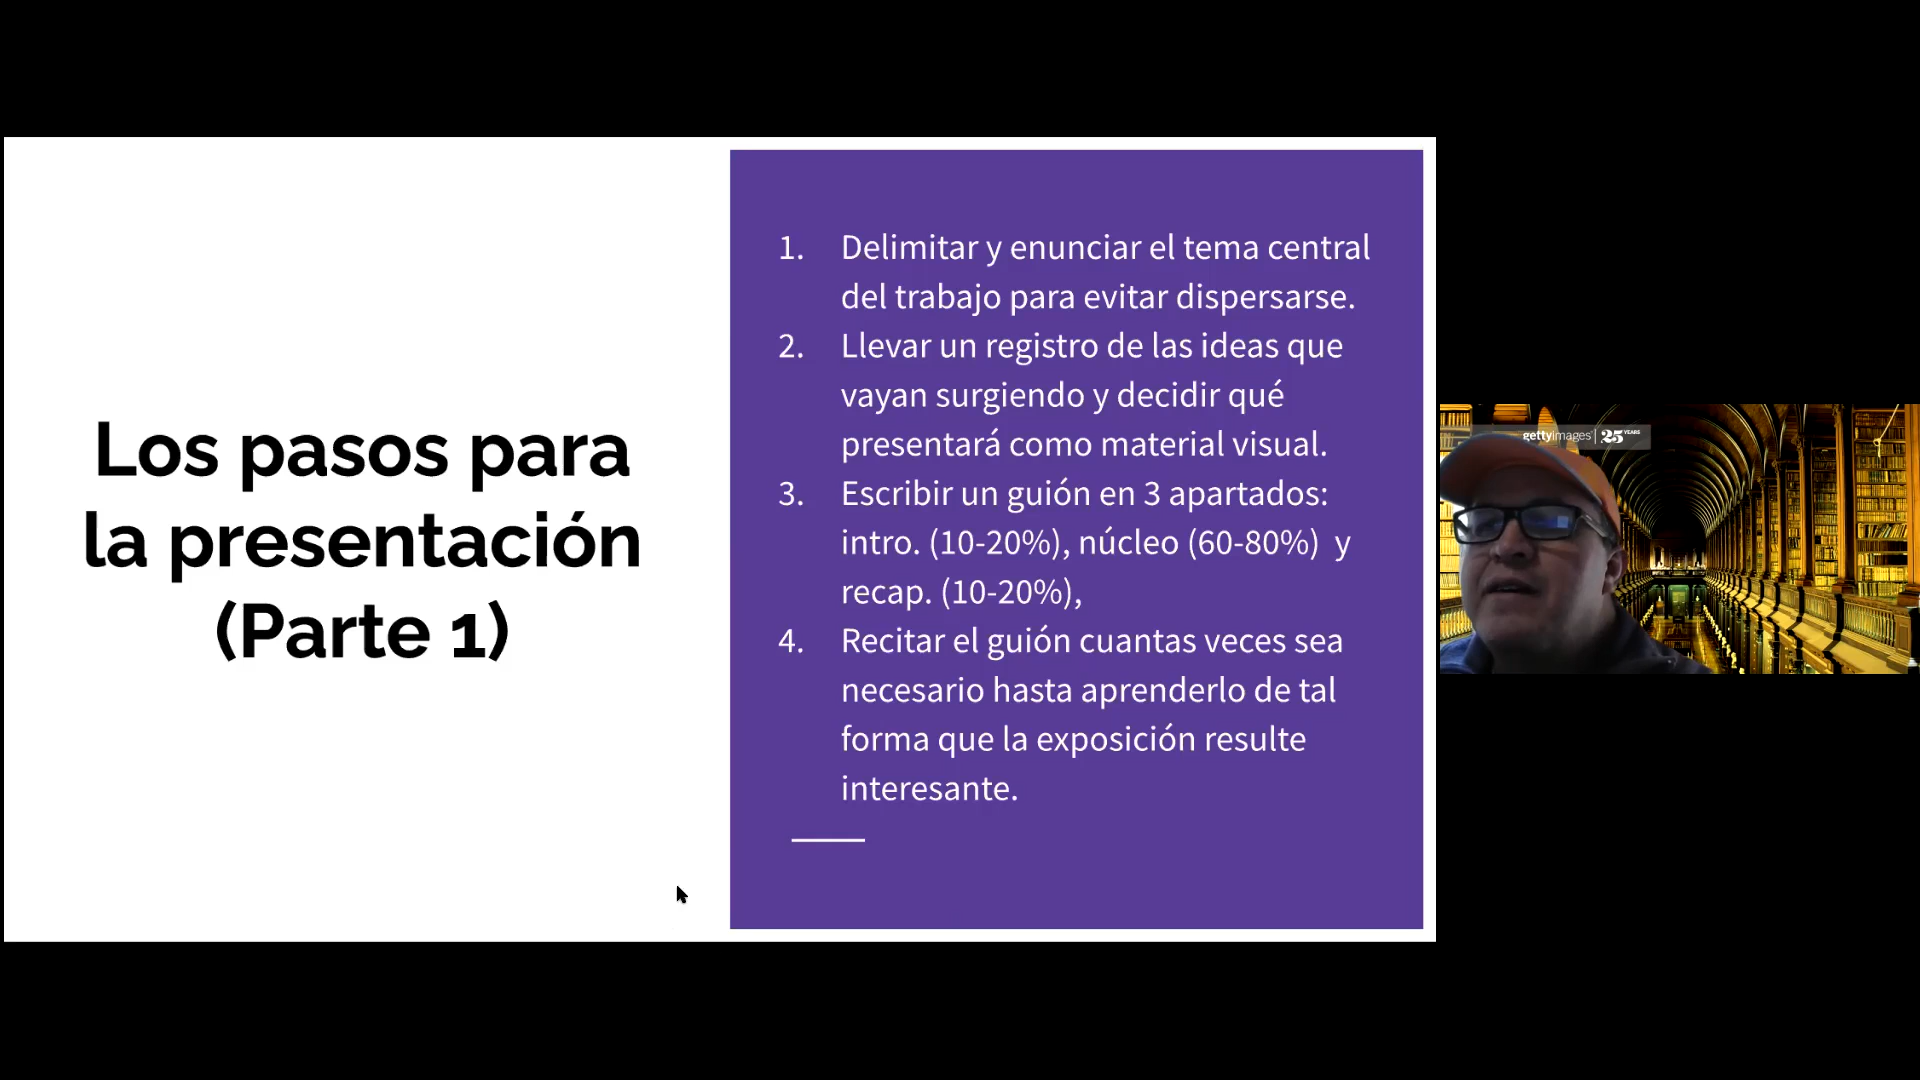 Los pasos para
la presentación
(Parte 1)
1. Delimitar y enunciar el tema central
del trabajo para evitar dispersarse.
2. Llevar un registro de las ideas que
vayan surgiendo y decidir qué
presentará como material visual.
3. Escribir un guión en 3 apartados:
intro. (10-20%), núcleo (60-80%) y
recap. (10-20%),
4. Recitar el guión cuantas veces sea
necesario hasta aprenderlo de tal
forma que la exposición resulte
interesante.
gettyimages® | 25 YEARS